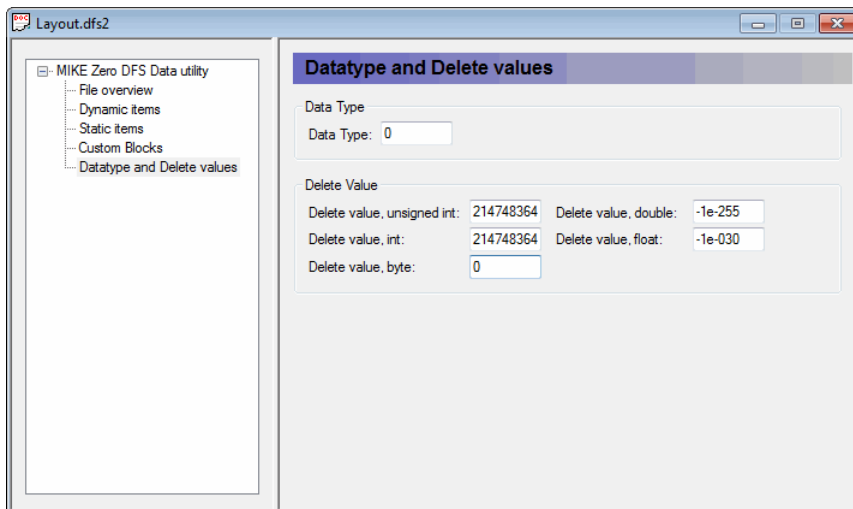 Layout.dfs2
MIKE Zero DFS Data utility
File overview
Dynamic items
Static items
Custom Blocks
Datatype and Delete values
Datatype and Delete values
Data Type
Data Type: 0
Delete Value
Delete value, unsigned int: 214748364 Delete value, double: -1e-255
Delete value, int: 214748364 Delete value, float: -1e-030
Delete value, byte: 0